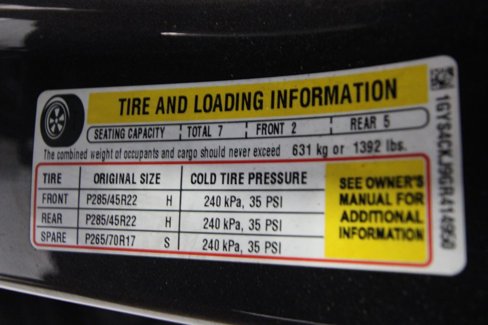 TIRE AND LOADING INFORMATION
SEATING CAPACITY TOTAL 7 FRONT 2 REAR 5
The combined weight of occupants and cargo should never exceed 631 kg or 1392 lbs.
TIRE ORIGINAL SIZE COLD TIRE PRESSURE
FRONT P285/45R22 H 240 kPa, 35 PSI
REAR P285/45R22 H 240 kPa, 35 PSI
SPARE P265/70R17 S 240 kPa, 35 PSI
SEE OWNER'S
MANUAL FOR
ADDITIONAL
INFORMATION